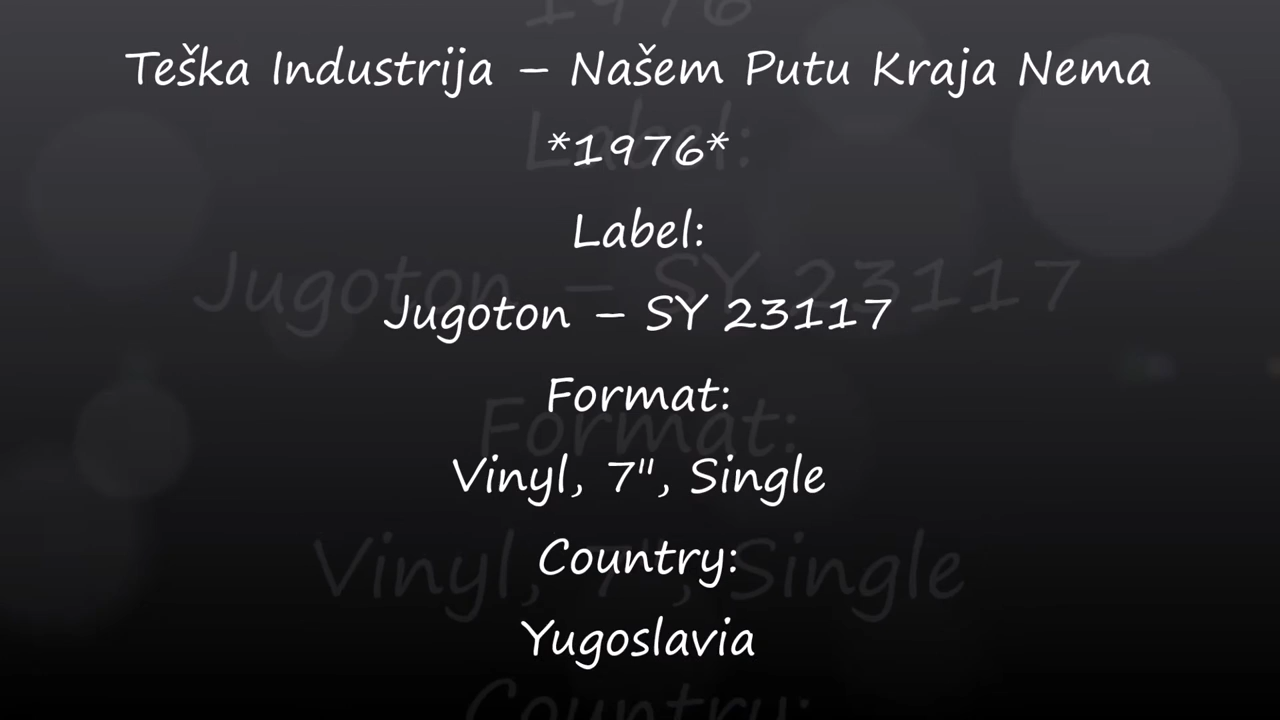 Teška Industrija – Našem Putu Kraja Nema
*1976*
Label:
Jugoton – SY 23117
Format:
Vinyl, 7", Single
Country:
Yugoslavia